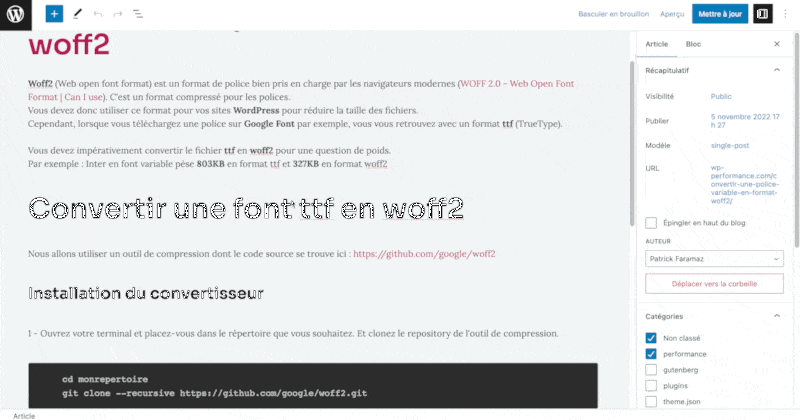 Basculer en brouillon
Aperçu
Mettre à jour
woff2
Woff2 (Web open font format) est un format de police bien pris en charge par les navigateurs modernes (WOFF 2.0 - Web Open Font
Format | Can I use). C'est un format compressé pour les polices.
Vous devez donc utiliser ce format pour vos sites WordPress pour réduire la taille des fichiers.
Cependant, lorsque vous téléchargez une police sur Google Font par exemple, vous vous retrouvez avec un format ttf (TrueType).
Vous devez impérativement convertir le fichier ttf en woff2 pour une question de poids.
Par exemple : Inter en font variable pèse 803KB en format ttf et 327KB en format woff2
Convertir une font ttf en woff2
Nous allons utiliser un outil de compression dont le code source se trouve ici : https://github.com/google/woff2
Installation du convertisseur
1 - Ouvrez votre terminal et placez-vous dans le répertoire que vous souhaitez. Et clonez le repository de l'outil de compression.
cd monrepertoire
git clone --recursive https://github.com/google/woff2.git
Article
Article
Bloc
Récapitulatif
Visibilité
Public
Publier
5 novembre 2022 17
h 27
Modèle
single-post
URL
wp-
performance.com/c
onvertir-une-police-
variable-en-format-
woff2/
Épingler en haut du blog
AUTEUR
Patrick Faramaz
Déplacer vers la corbeille
Catégories
Non classé
performance
gutenberg
plugins
theme.json